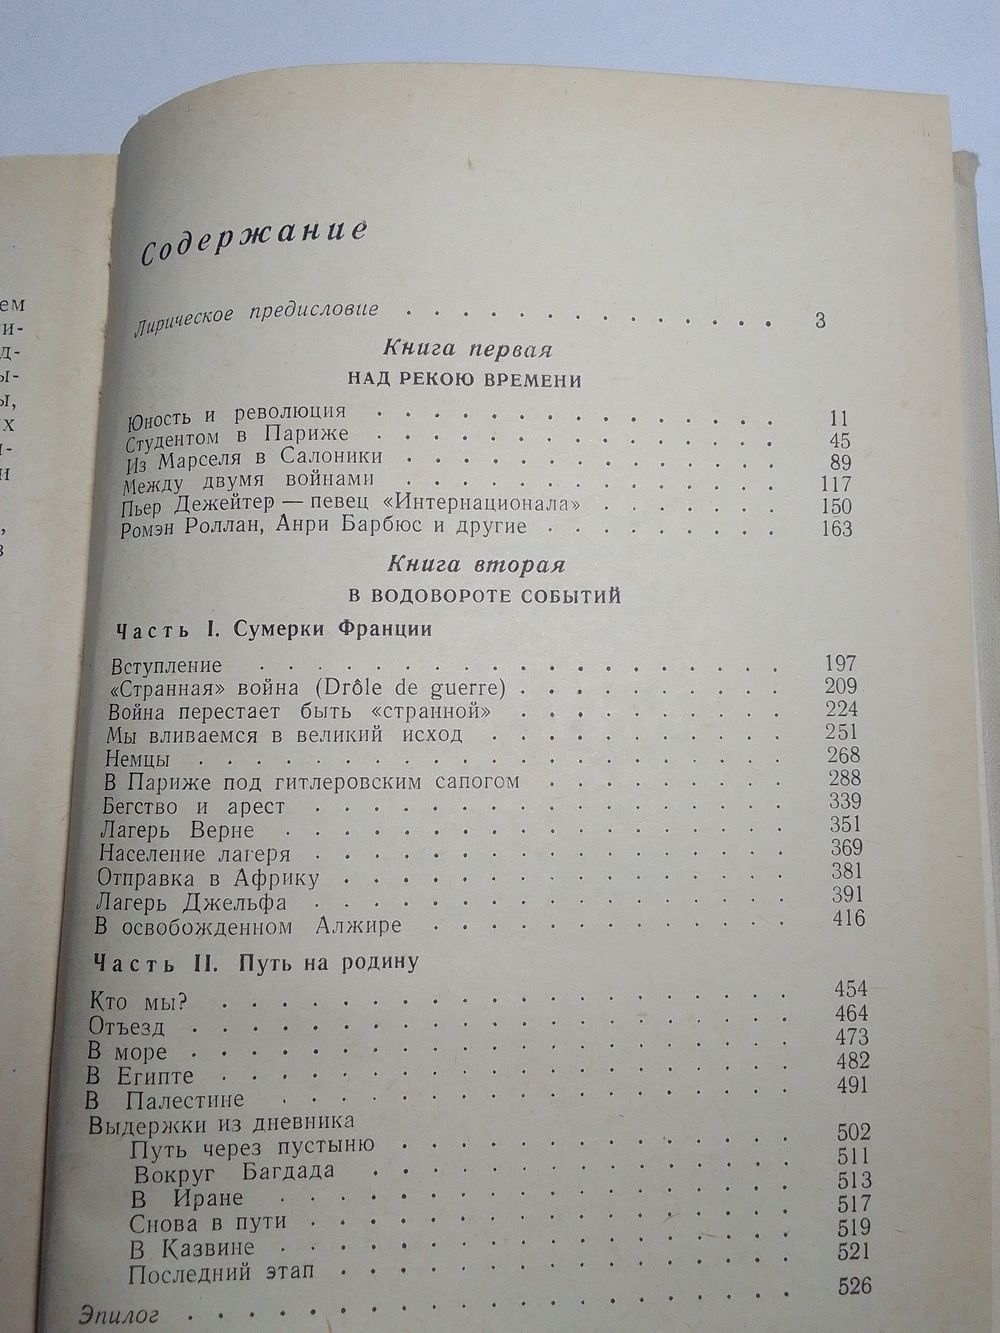 ем
и-
д-
ы-
ы,
х
и-
и
,
з
Содержание
Лирическое предисловие . . . . . . . . . . . . . . 3
Книга первая
НАД РЕКОЮ ВРЕМЕНИ
Юность и революция . . . . . . . . . . . . . . 11
Студентом в Париже . . . . . . . . . . . . . . 45
Из Марселя в Салоники . . . . . . . . . . . . . 89
Между двумя войнами . . . . . . . . . . . . . 117
Пьер Дежейтер — певец «Интернационала» . . . . . . . 150
Ромэн Роллан, Анри Барбюс и другие . . . . . . . . 163
Книга вторая
В ВОДОВОРОТЕ СОБЫТИЙ
Часть I. Сумерки Франции
Вступление . . . . . . . . . . . . . . . . . . 197
«Странная» война (Drôle de guerre) . . . . . . . . . 209
Война перестает быть «странной» . . . . . . . . . 224
Мы вливаемся в великий исход . . . . . . . . . . 251
Немцы . . . . . . . . . . . . . . . . . . . . 268
В Париже под гитлеровским сапогом . . . . . . . . 288
Бегство и арест . . . . . . . . . . . . . . . . 339
Лагерь Верне . . . . . . . . . . . . . . . . . 351
Население лагеря . . . . . . . . . . . . . . . . 369
Отправка в Африку . . . . . . . . . . . . . . . 381
Лагерь Джельфа . . . . . . . . . . . . . . . . 391
В освобожденном Алжире . . . . . . . . . . . . 416
Часть II. Путь на родину
Кто мы? . . . . . . . . . . . . . . . . . . . 454
Отъезд . . . . . . . . . . . . . . . . . . . . 464
В море . . . . . . . . . . . . . . . . . . . . 473
В Египте . . . . . . . . . . . . . . . . . . . 482
В Палестине . . . . . . . . . . . . . . . . . . 491
Выдержки из дневника
Путь через пустыню . . . . . . . . . . . . . . 502
Вокруг Багдада . . . . . . . . . . . . . . . 511
В Иране . . . . . . . . . . . . . . . . . . 513
Снова в пути . . . . . . . . . . . . . . . . . 517
В Казвине . . . . . . . . . . . . . . . . . . 519
Последний этап . . . . . . . . . . . . . . . . 521
Эпилог . . . . . . . . . . . . . . . . . . . . 526